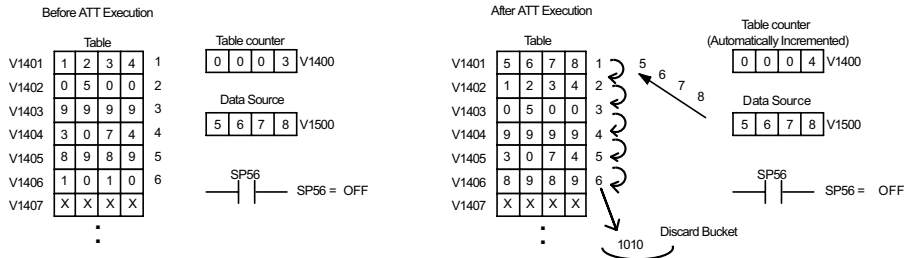 Before ATT Execution
Table
V1401 1 2 3 4 1
V1402 0 5 0 0 2
V1403 9 9 9 9 3
V1404 3 0 7 4 4
V1405 8 9 8 9 5
V1406 1 0 1 0 6
V1407 X X X X
Table counter
0 0 0 3 V1400
Data Source
5 6 7 8 V1500
SP56
SP56 = OFF
After ATT Execution
Table
V1401 5 6 7 8 1
V1402 1 2 3 4 2
V1403 0 5 0 0 3
V1404 9 9 9 9 4
V1405 3 0 7 4 5
V1406 8 9 8 9 6
V1407 X X X X
5 6 7 8
Table counter
(Automatically Incremented)
0 0 0 4 V1400
Data Source
5 6 7 8 V1500
SP56
SP56 = OFF
Discard Bucket
1010